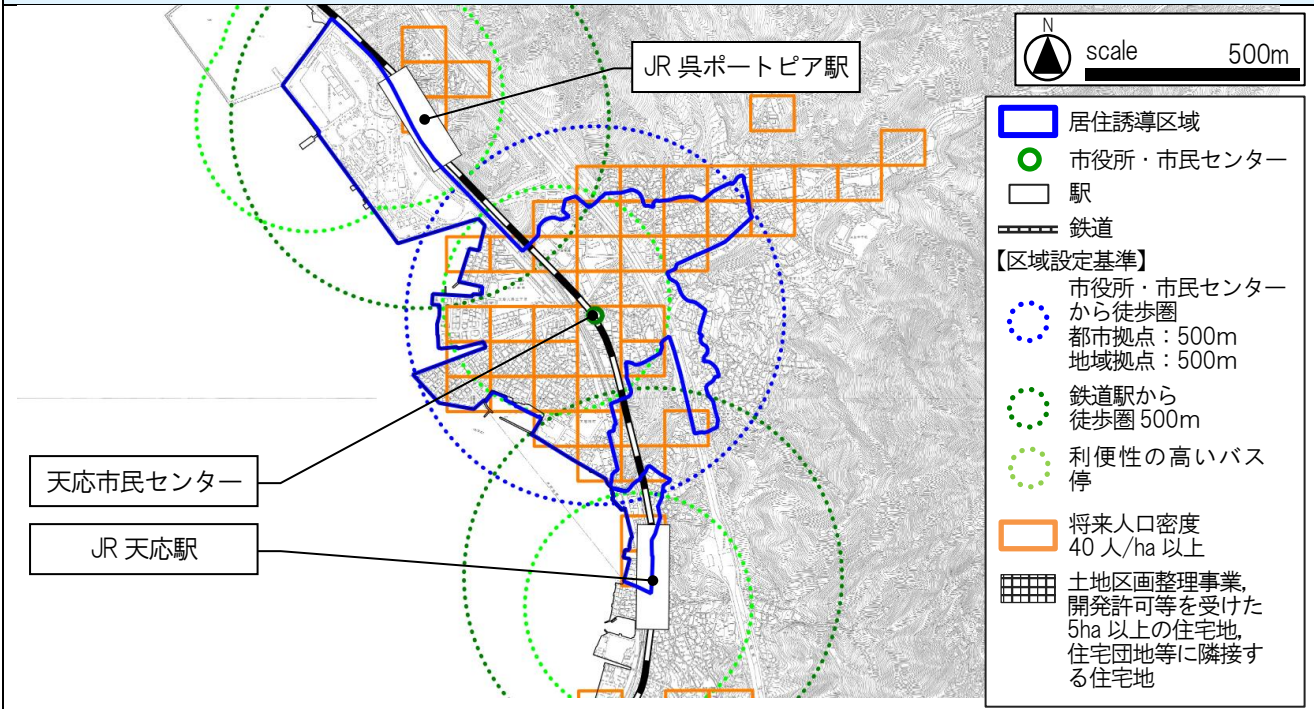 JR 呉ポートピア駅
天応市民センター
JR 天応駅
N
scale 500m
居住誘導区域
市役所・市民センター
駅
鉄道
【区域設定基準】
市役所・市民センター
から徒歩圏
都市拠点：500m
地域拠点：500m
鉄道駅から
徒歩圏 500m
利便性の高いバス
停
将来人口密度
40 人/ha 以上
土地区画整理事業,
開発許可等を受けた
5ha 以上の住宅地,
住宅団地等に隣接す
る住宅地